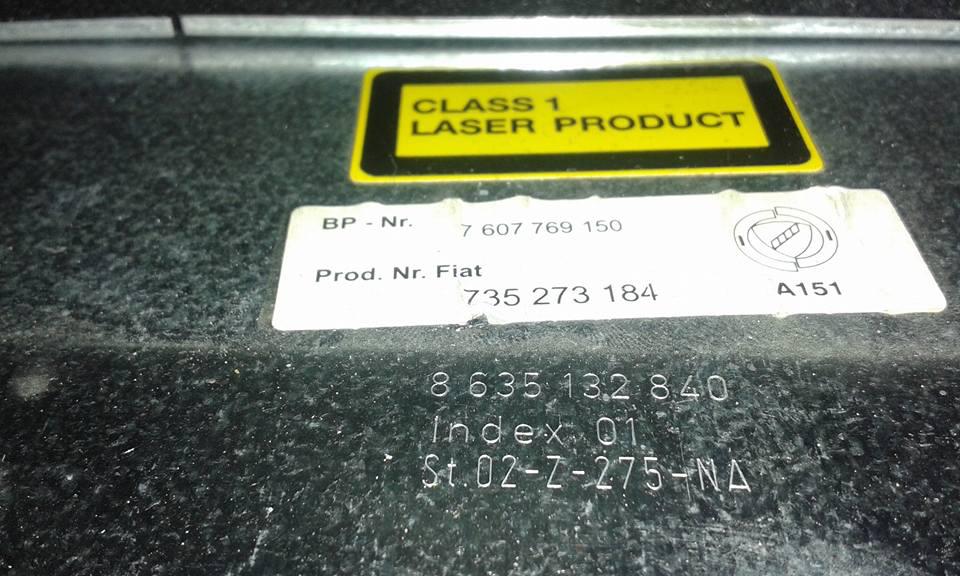 CLASS 1
LASER PRODUCT
BP - Nr. 7 607 769 150
Prod. Nr. Fiat
735 273 184
A151
8 635 132 840
Index 01
St 02-Z-275-NA